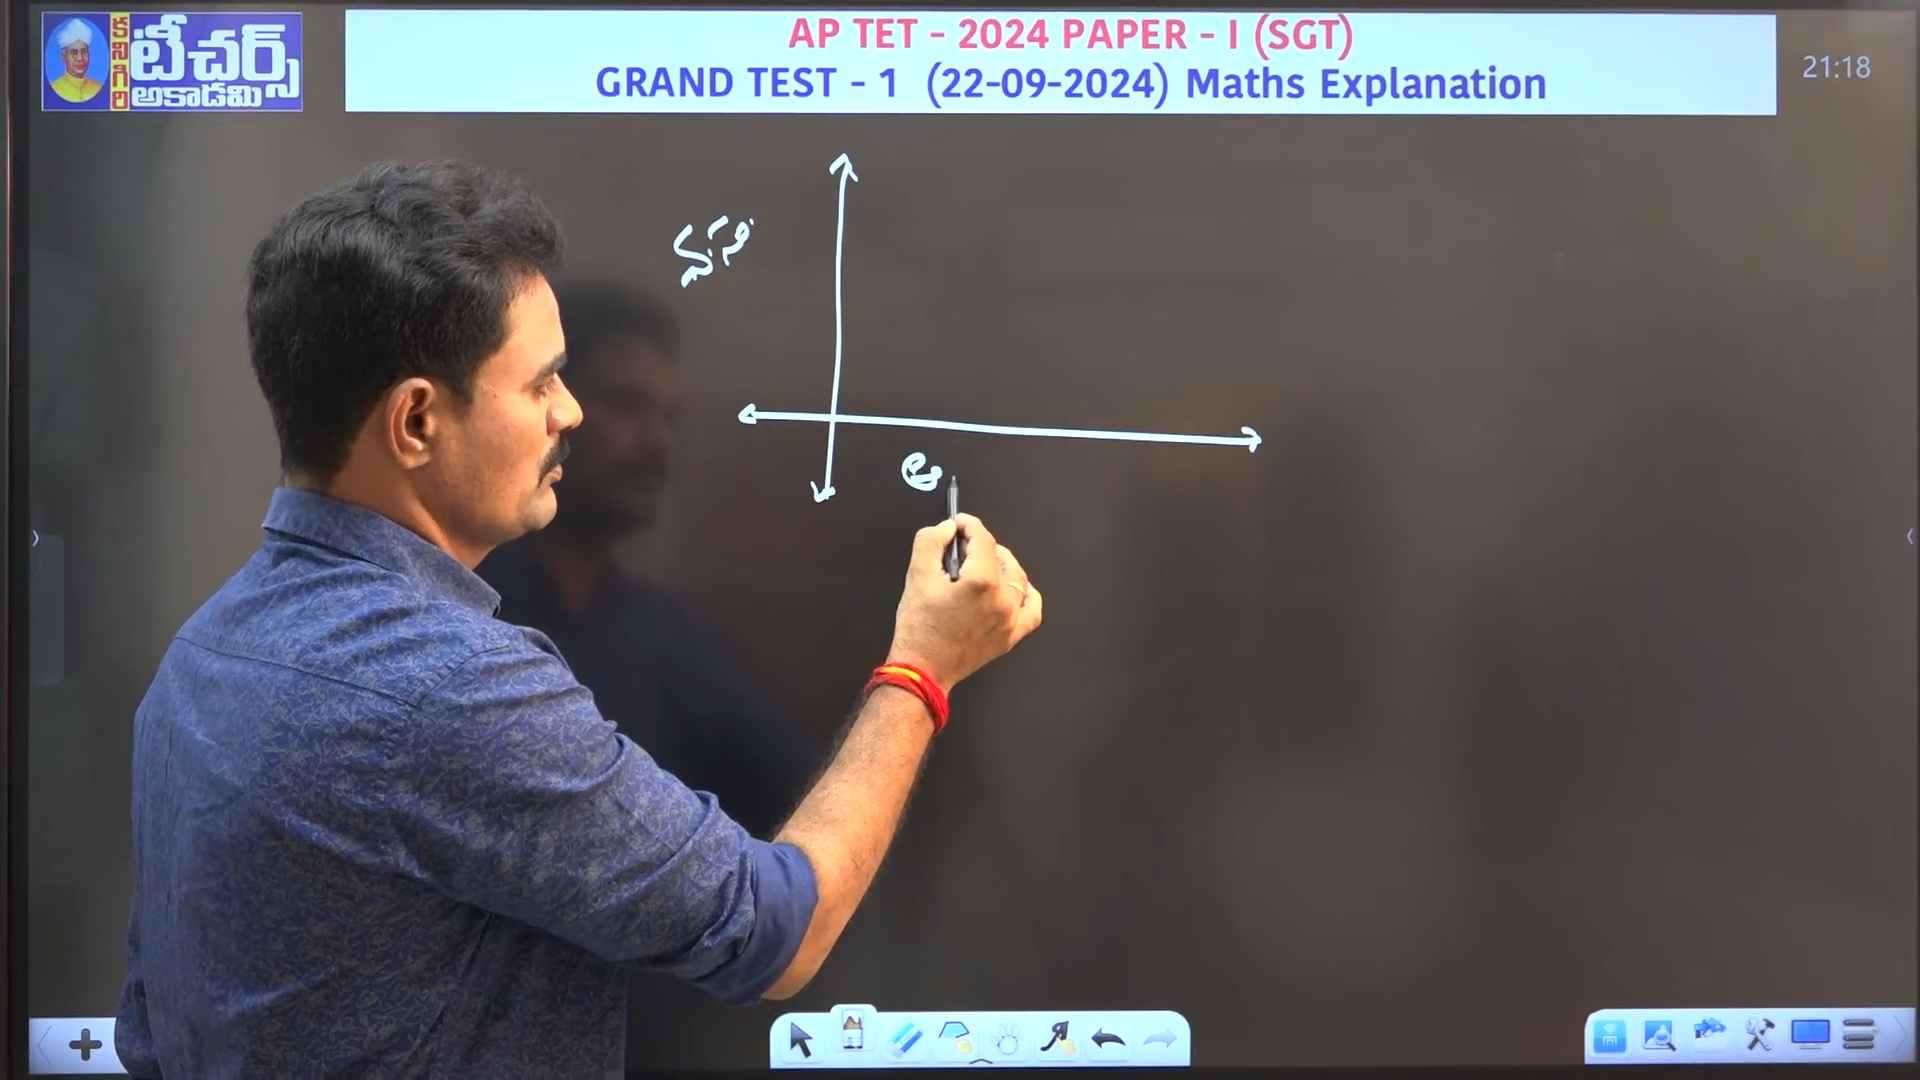 కనిగిరి
టీచర్స్
అకాడమి
AP TET - 2024 PAPER - I (SGT)
GRAND TEST - 1 (22-09-2024) Maths Explanation
21:18